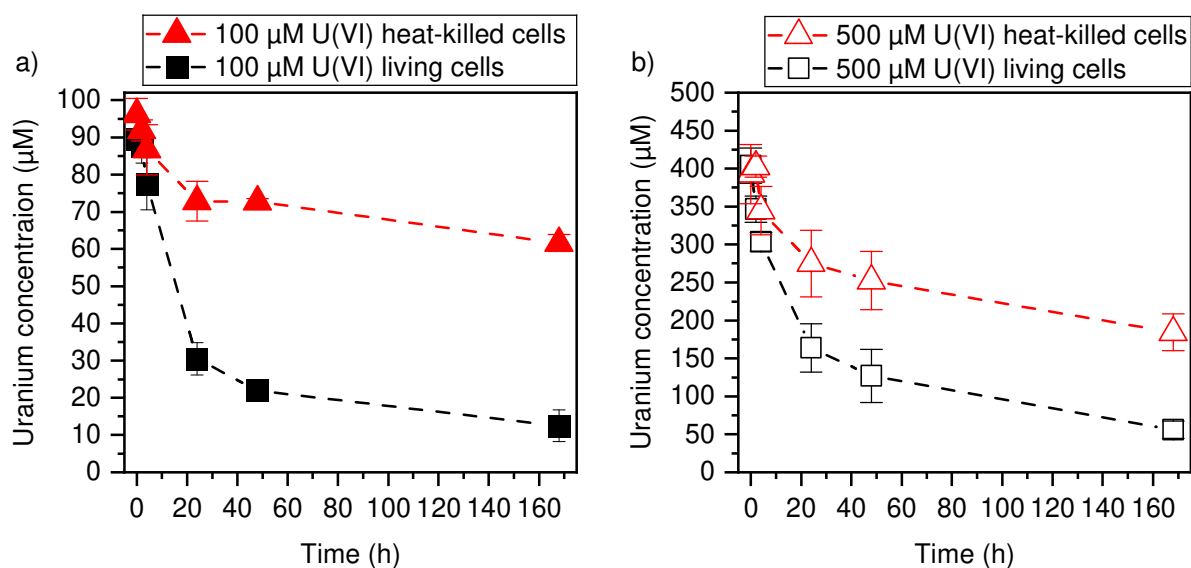 a)
100 µM U(VI) heat-killed cells
100 µM U(VI) living cells
Uranium concentraion (µM)
100
90
80
70
60
50
40
30
20
10
0
0 20 40 60 80 100 120 140 160
Time (h)
b)
500 µM U(VI) heat-killed cells
500 µM U(VI) living cells
Uranium concentration (µM)
500
450
400
350
300
250
200
150
100
50
0
0 20 40 60 80 100 120 140 160
Time (h)